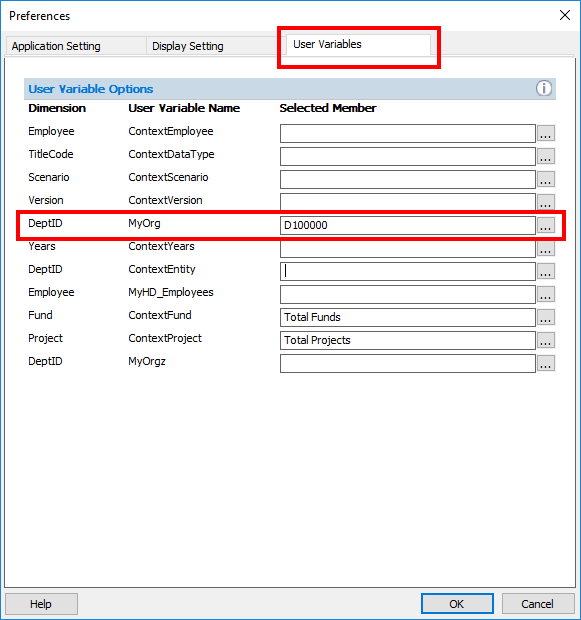 Preferences
Application Setting Display Setting User Variables
User Variable Options
Dimension User Variable Name Selected Member
Employee ContextEmployee ...
TitleCode ContextDataType ...
Scenario ContextScenario ...
Version ContextVersion ...
DeptID MyOrg D100000 ...
Years ContextYears ...
DeptID ContextEntity ...
Employee MyHD_Employees ...
Fund ContextFund Total Funds ...
Project ContextProject Total Projects ...
DeptID MyOrgz ...
Help OK Cancel